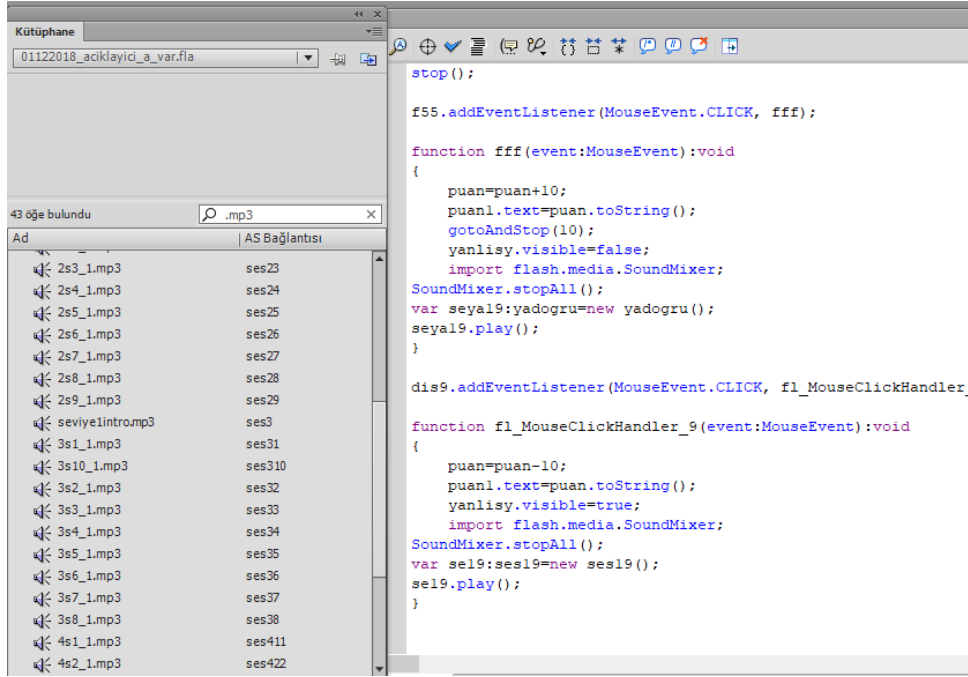 Kütüphane
01122018_aciklayici_a_var.fla
43 öğe bulundu
.mp3
Ad
AS Bağlantısı
2s3_1.mp3 ses23
2s4_1.mp3 ses24
2s5_1.mp3 ses25
2s6_1.mp3 ses26
2s7_1.mp3 ses27
2s8_1.mp3 ses28
2s9_1.mp3 ses29
seviye1intro.mp3 ses3
3s1_1.mp3 ses31
3s10_1.mp3 ses310
3s2_1.mp3 ses32
3s3_1.mp3 ses33
3s4_1.mp3 ses34
3s5_1.mp3 ses35
3s6_1.mp3 ses36
3s7_1.mp3 ses37
3s8_1.mp3 ses38
4s1_1.mp3 ses411
4s2_1.mp3 ses422
stop();
f55.addEventListener(MouseEvent.CLICK, fff);
function fff(event:MouseEvent):void
{
puan=puan+10;
puan1.text=puan.toString();
gotoAndStop(10);
yanlisy.visible=false;
import flash.media.SoundMixer;
SoundMixer.stopAll();
var seya19:yadogru=new yadogru();
seya19.play();
}
dis9.addEventListener(MouseEvent.CLICK, fl_MouseClickHandler_
function fl_MouseClickHandler_9(event:MouseEvent):void
{
puan=puan-10;
puan1.text=puan.toString();
yanlisy.visible=true;
import flash.media.SoundMixer;
SoundMixer.stopAll();
var se19:ses19=new ses19();
se19.play();
}